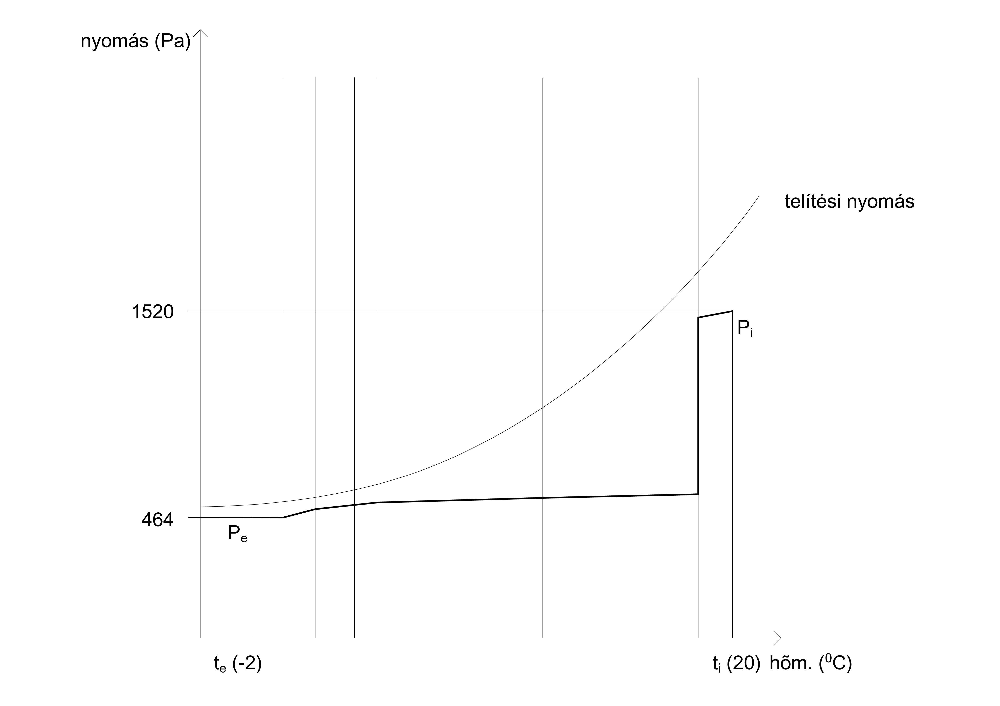 nyomás (Pa)
telítési nyomás
1520
Pi
464
Pe
te (-2)
ti (20) hõm. (⁰C)